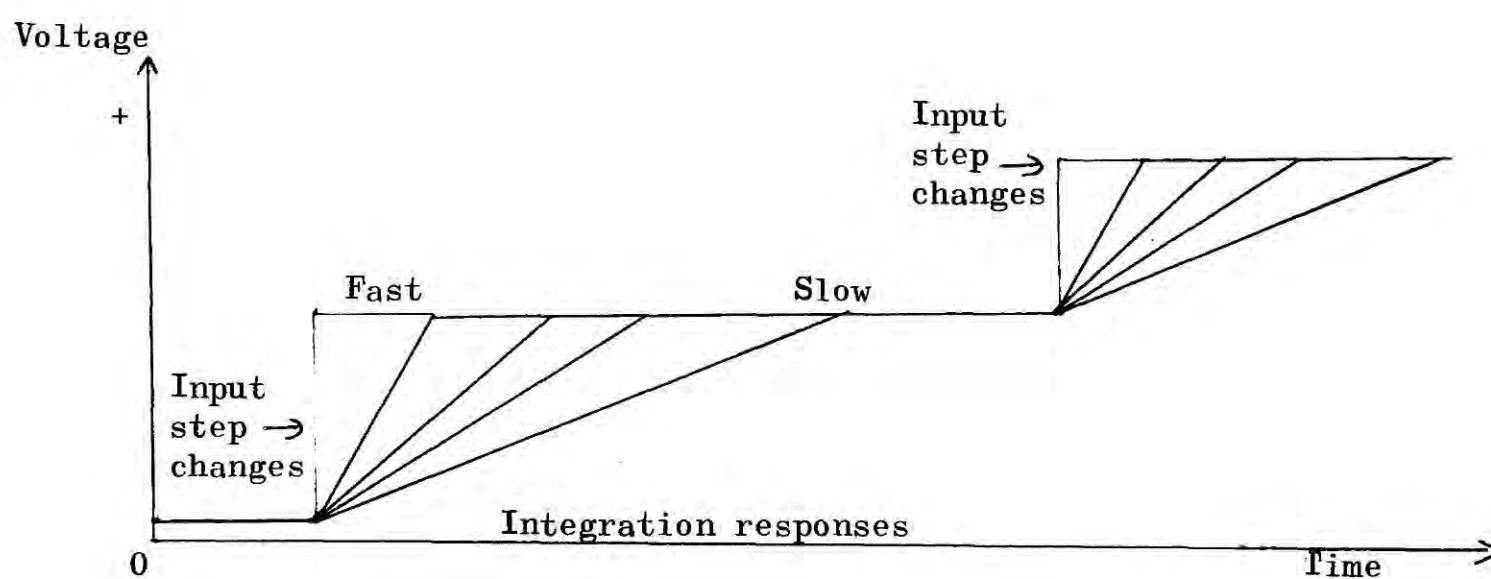 Voltage
+
Input
step →
changes
Fast
Slow
Input
step →
changes
Integration responses
0
Time